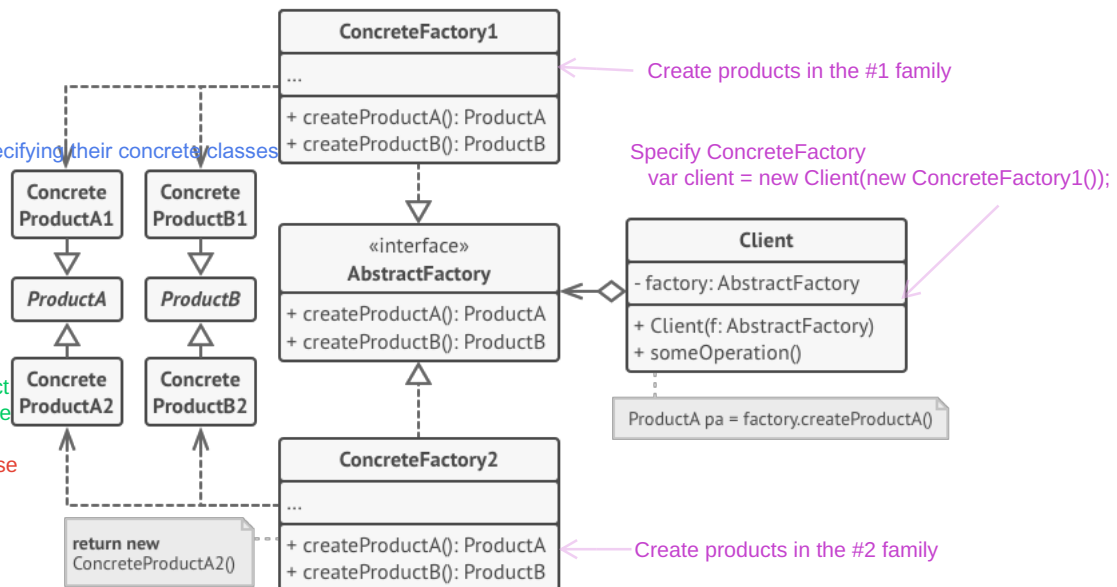 ConcreteFactory1
...
+ createProductA(): ProductA
+ createProductB(): ProductB
Create products in the #1 family
ecifying their concrete classes
Specify ConcreteFactory
var client = new Client(new ConcreteFactory1());
Concrete
ProductA1
Concrete
ProductB1
ProductA
ProductB
Concrete
ProductA2
Concrete
ProductB2
«interface»
AbstractFactory
+ createProductA(): ProductA
+ createProductB(): ProductB
Client
- factory: AbstractFactory
+ Client(f: AbstractFactory)
+ someOperation()
ProductA pa = factory.createProductA()
ct
e
se
ConcreteFactory2
...
+ createProductA(): ProductA
+ createProductB(): ProductB
return new
ConcreteProductA2()
Create products in the #2 family